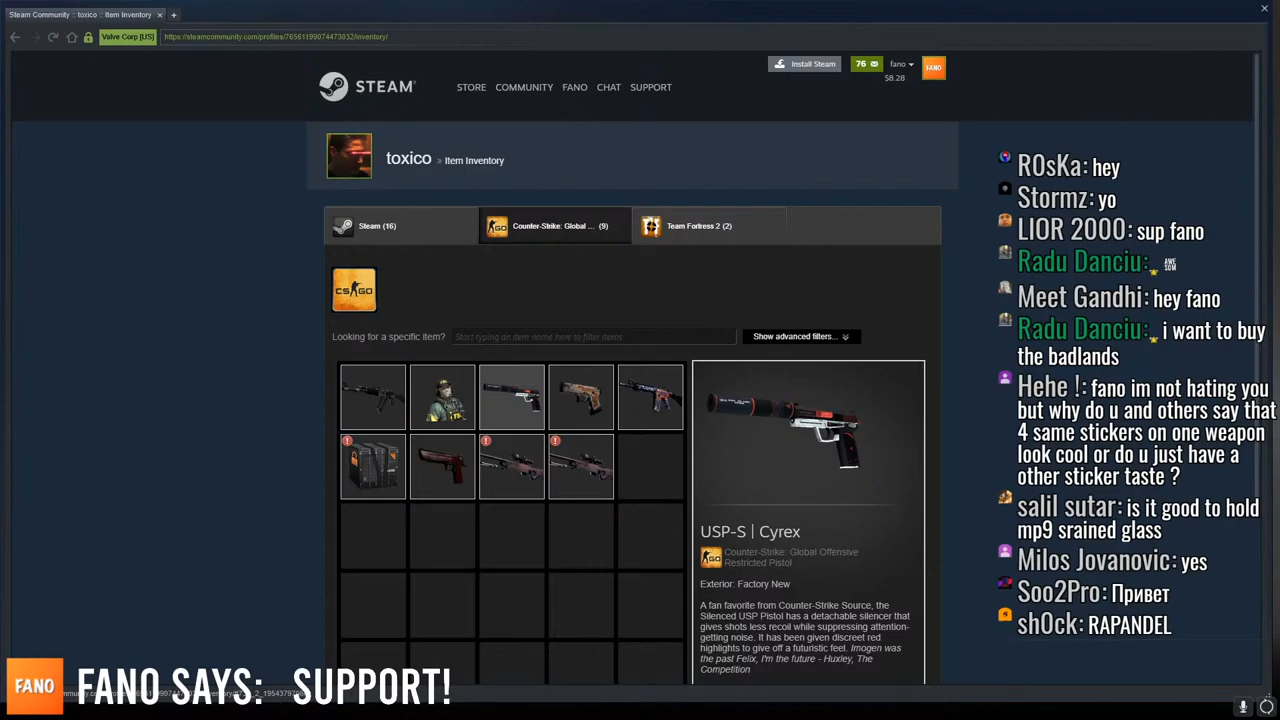 Steam Community :: toxico :: Item Inventory
Valve Corp [US] https://steamcommunity.com/profiles/76561199074473032/inventory/
STEAM
STORE COMMUNITY FANO CHAT SUPPORT
Install Steam
76
fano
$8.28
FANO
toxico » Item Inventory
Steam (16)
GO
Counter-Strike: Global ... (9)
Team Fortress 2 (2)
CS GO
Looking for a specific item?
Start typing an item name here to filter items
Show advanced filters...
USP-S | Cyrex
Counter-Strike: Global Offensive
Restricted Pistol
Exterior: Factory New
A fan favorite from Counter-Strike Source, the
Silenced USP Pistol has a detachable silencer that
gives shots less recoil while suppressing attention-
getting noise. It has been given discreet red
highlights to give off a futuristic feel. Imogen was
the past Felix, I'm the future - Huxley, The
Competition
R0sKa: hey
Stormz: yo
LIOR 2000: sup fano
Radu Danciu: AWE SOM
Meet Gandhi: hey fano
Radu Danciu: i want to buy
the badlands
Hehe !: fano im not hating you
but why do u and others say that
4 same stickers on one weapon
look cool or do u just have a
other sticker taste ?
salil sutar: is it good to hold
mp9 srained glass
Milos Jovanovic: yes
Soo2Pro: Привет
sh0ck: RAPANDEL
FANO
FANO SAYS: SUPPORT!